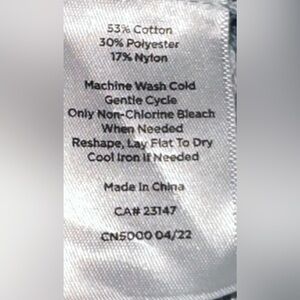 53% Cotton
30% Polyester
17% Nylon
Machine Wash Cold
Gentle Cycle
Only Non-Chlorine Bleach
When Needed
Reshape, Lay Flat To Dry
Cool Iron If Needed
Made In China
CA# 23147
CN5000 04/22